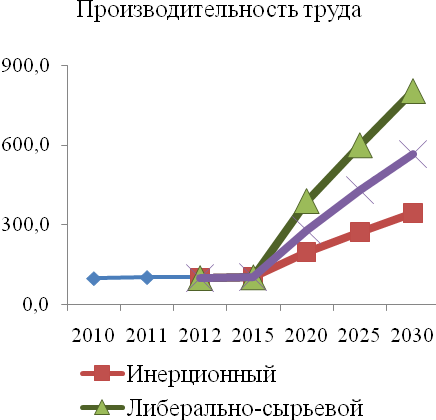 Производительность труда
900,0
600,0
300,0
0,0
2010 2011 2012 2015 2020 2025 2030
Инерционный
Либерально-сырьевой